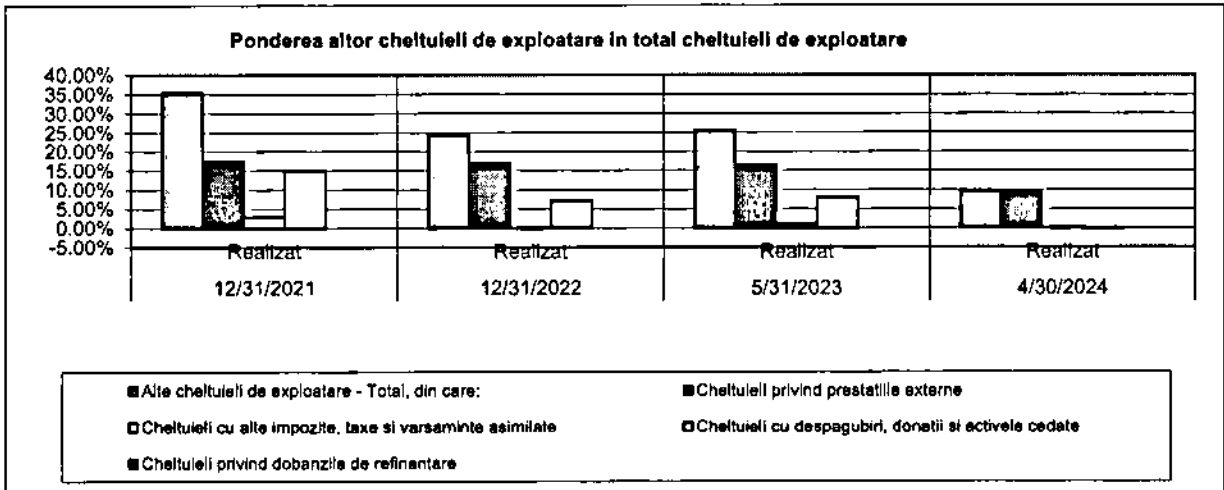 Ponderea altor cheltuieli de exploatare in total cheltuieli de exploatare
40.00%
35.00%
30.00%
25.00%
20.00%
15.00%
10.00%
5.00%
0.00%
-5.00%
Realizat Realizat Realizat Realizat
12/31/2021 12/31/2022 5/31/2023 4/30/2024
Alte cheltuieli de exploatare - Total, din care: Cheltuieli privind prestatiile externe
Cheltuieli cu alte impozite, taxe si varsaminte asimilate Cheltuieli cu despagubiri, donatii si activele cedate
Cheltuieli privind dobanzile de refinantare